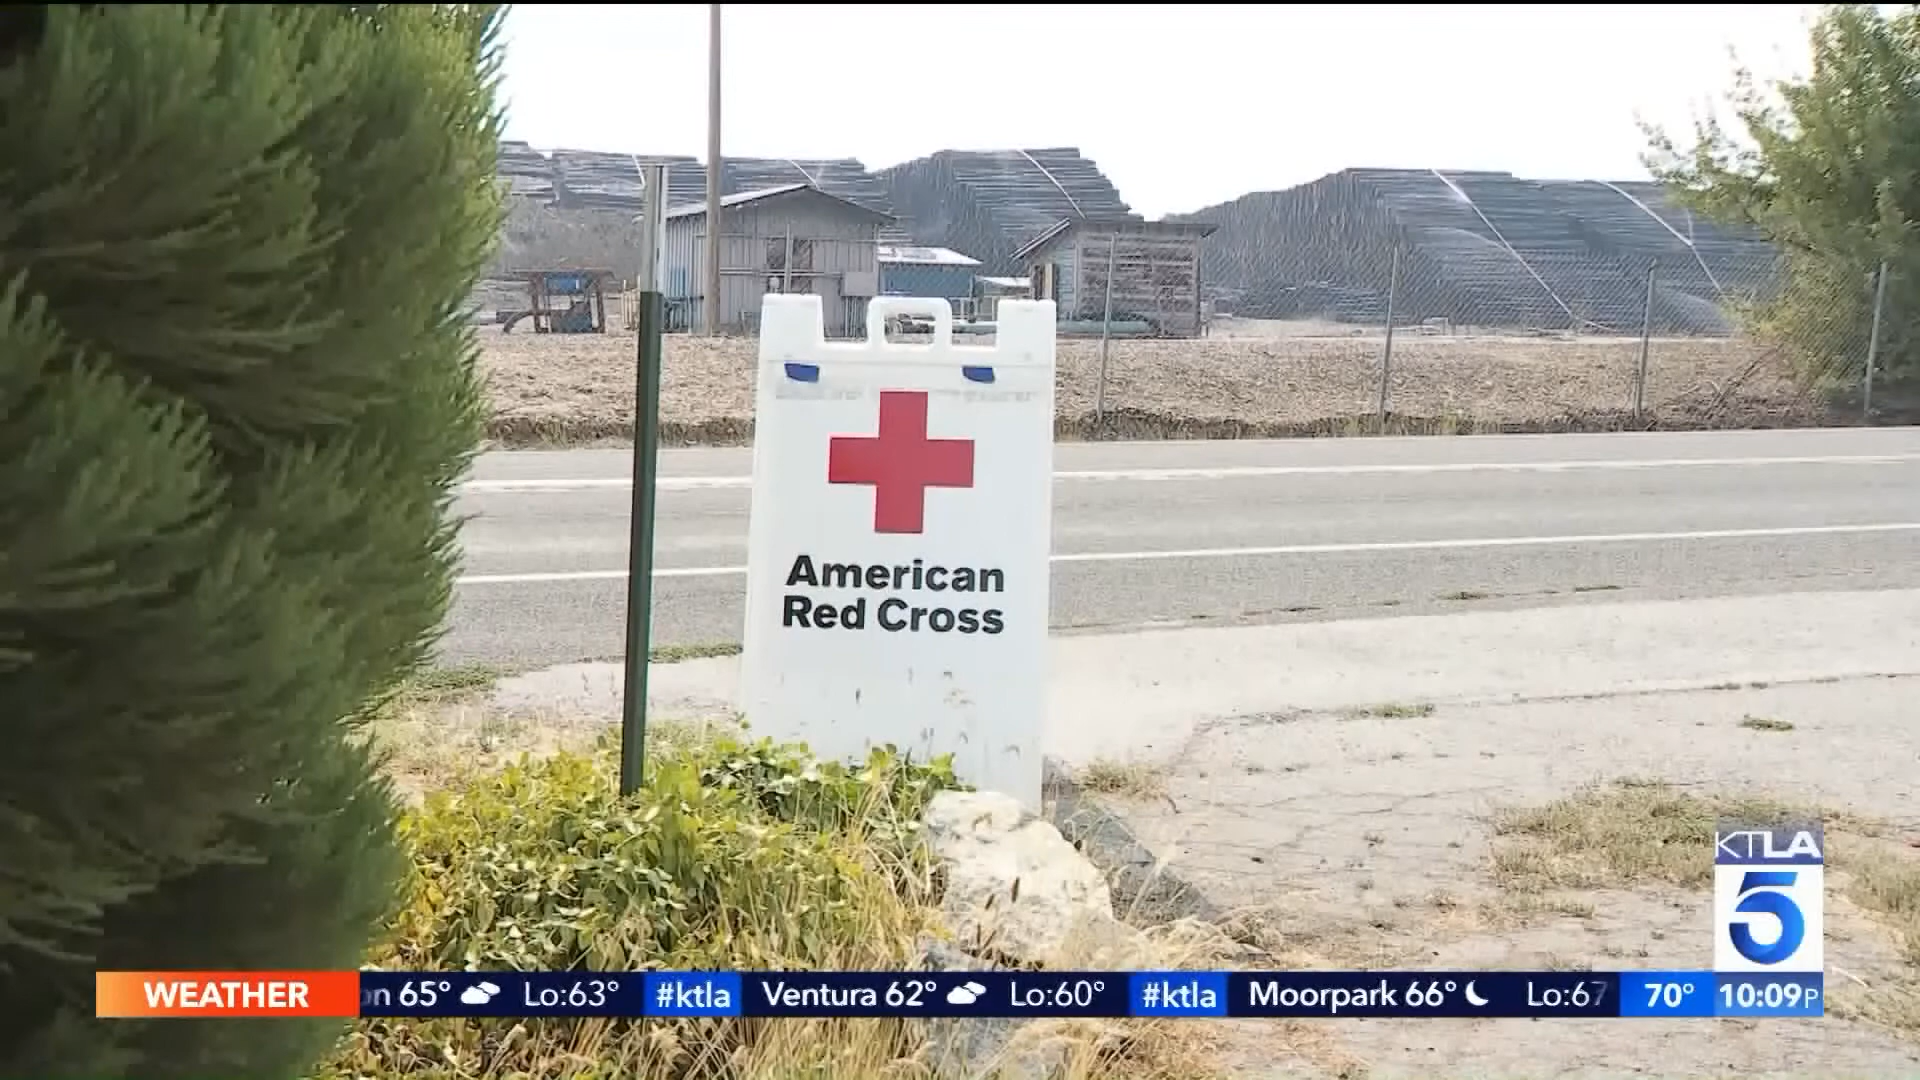 American
Red Cross
KTLA
5
WEATHER on 65° Lo:63° #ktla Ventura 62° Lo:60° #ktla Moorpark 66° Lo:67 70° 10:09P